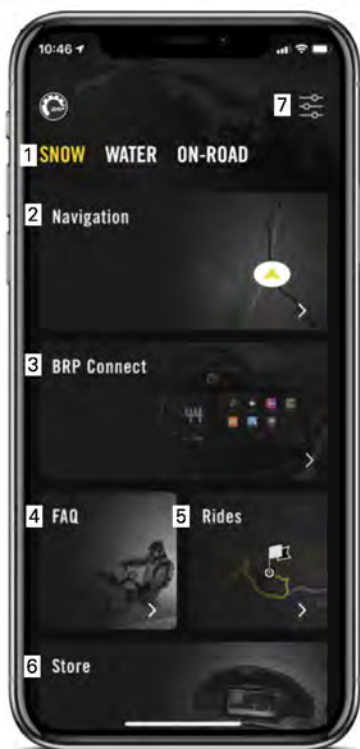 10:46
7
1 SNOW WATER ON-ROAD
2 Navigation
3 BRP Connect
44
4 FAQ
5 Rides
6 Store